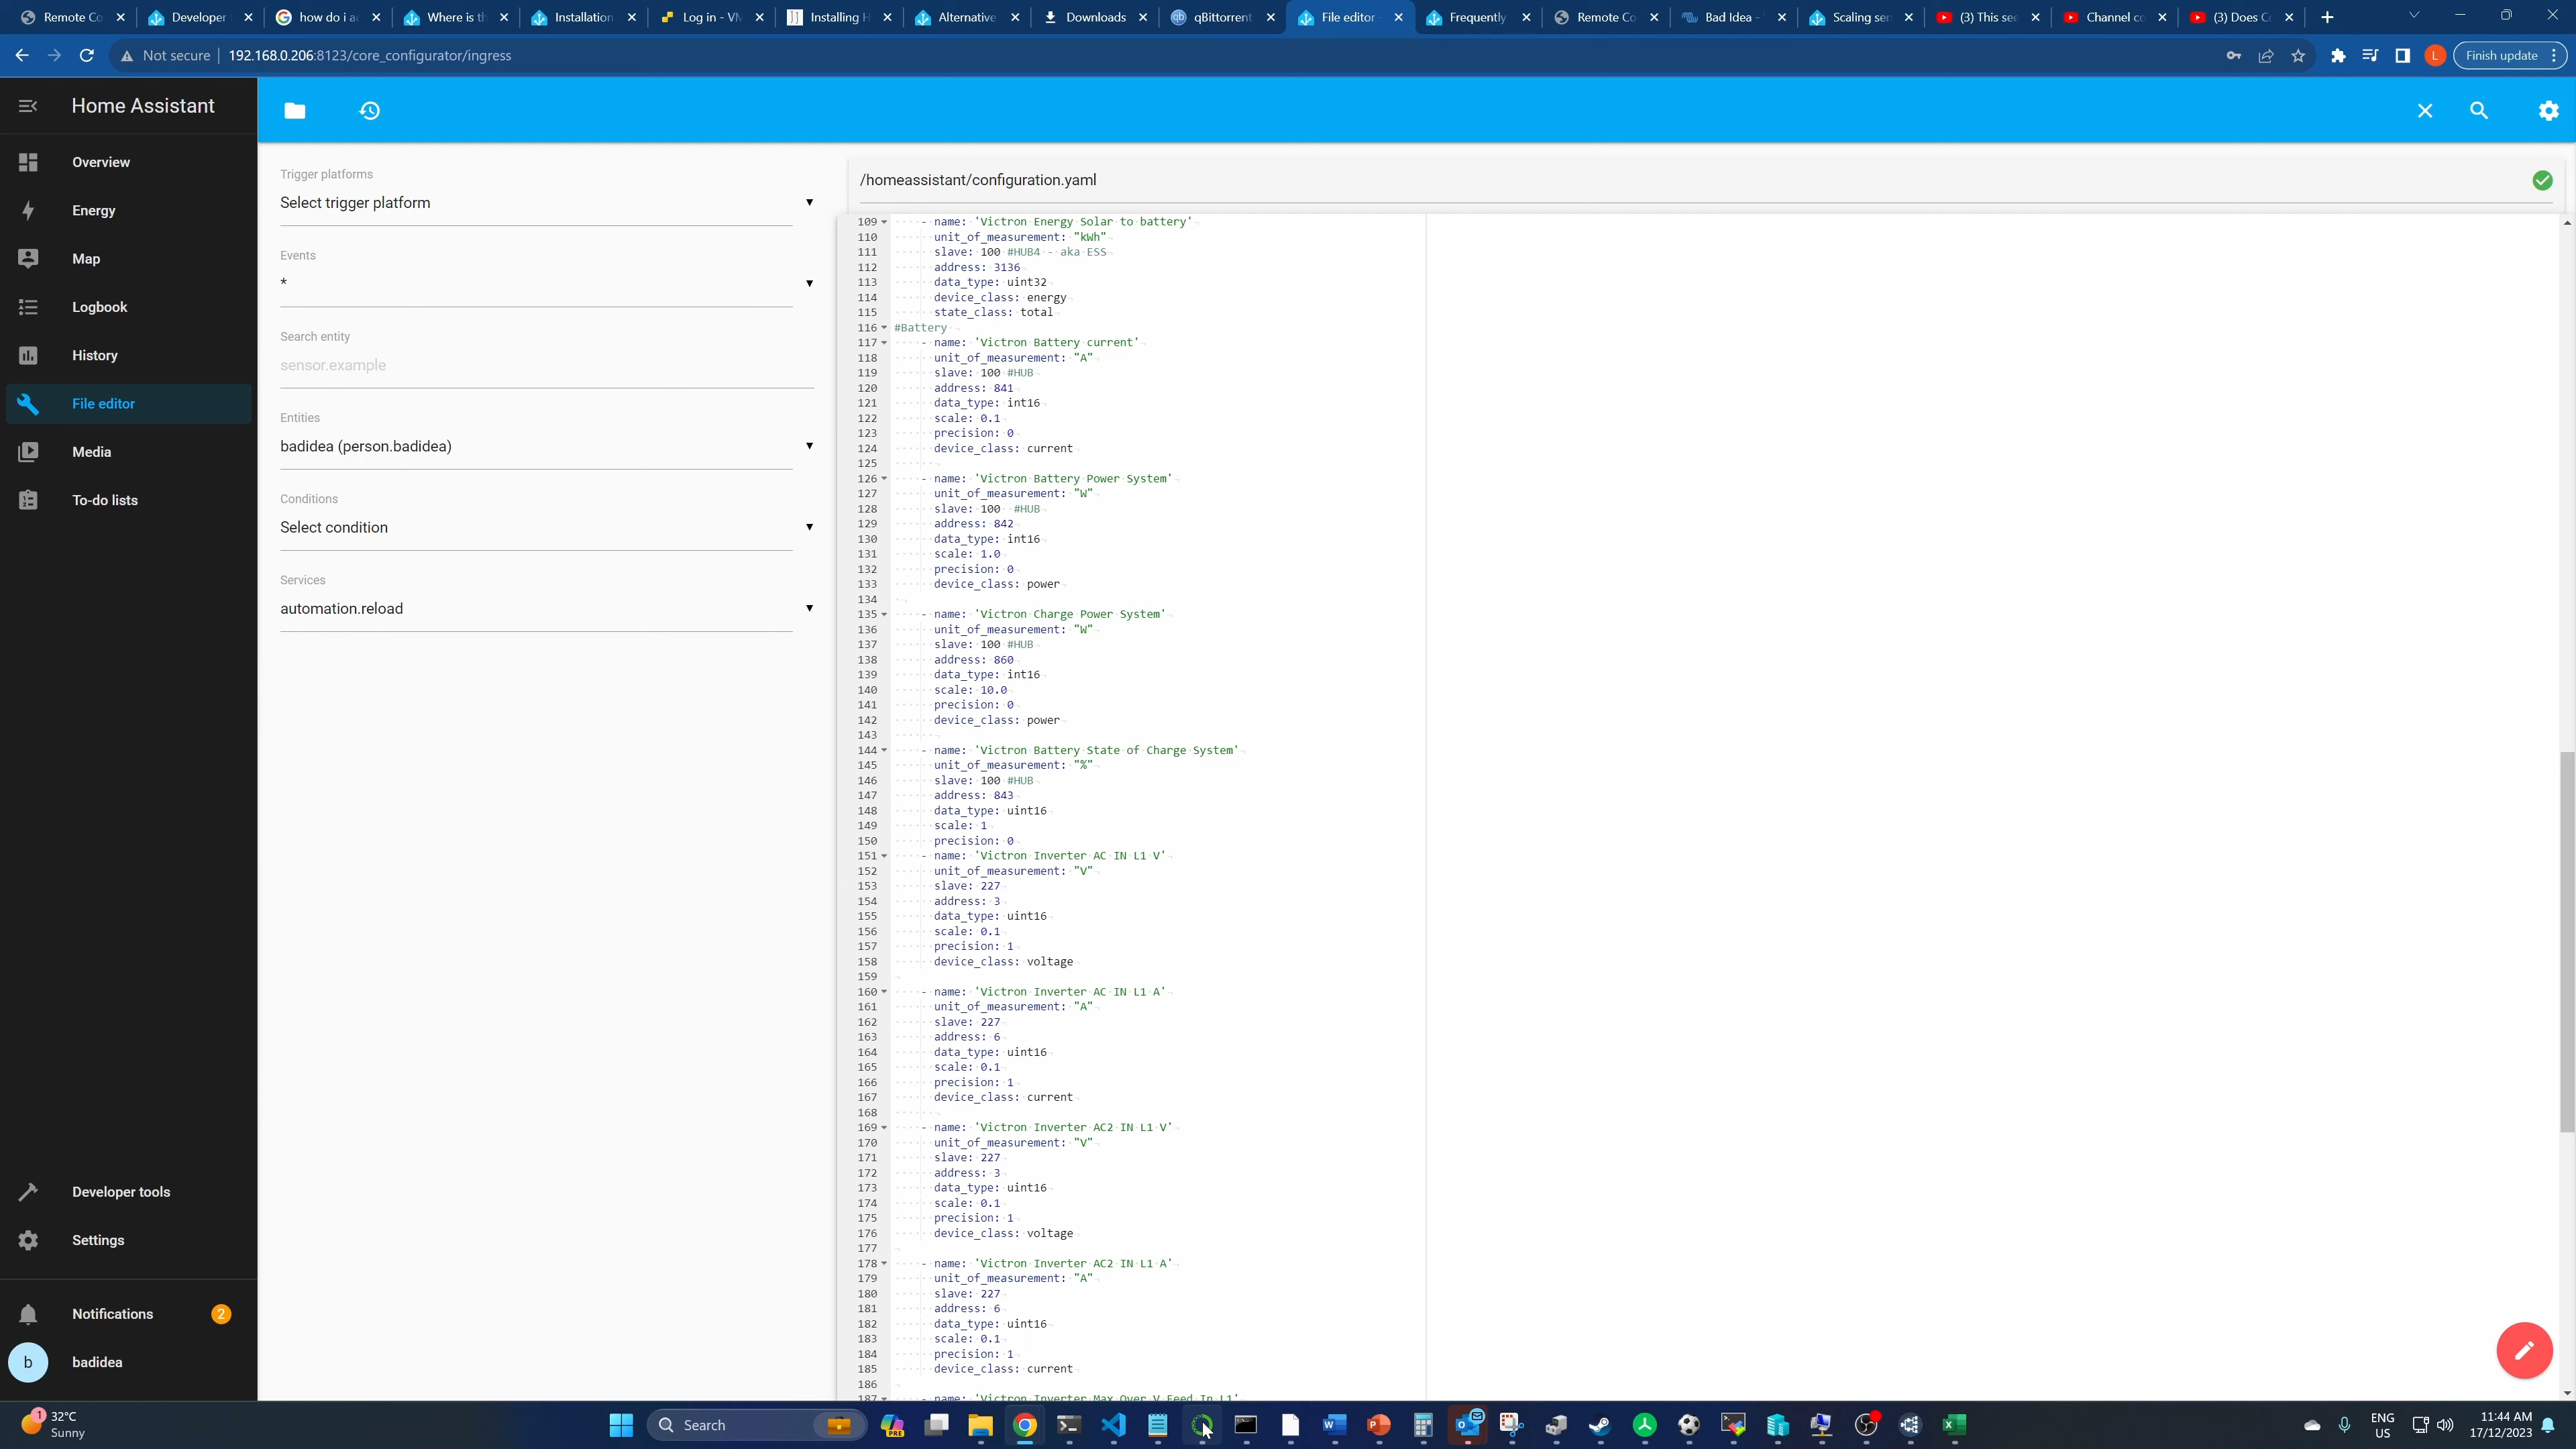 Remote Co
Developer
how do i ac
Where is th
Installation
Log in - VM
Installing H
Alternative
Downloads
qBittorrent
File editor
Frequently
Remote Co
Bad Idea -
Scaling sen
(3) This see
Channel co
(3) Does Co
Not secure
192.168.0.206:8123/core_configurator/ingress
Finish update
L
Home Assistant
Overview
Energy
Map
Logbook
History
File editor
Media
To-do lists
Developer tools
Settings
Notifications
2
b
badidea
Trigger platforms
Select trigger platform
Events
*
Search entity
sensor.example
Entities
badidea (person.badidea)
Conditions
Select condition
Services
automation.reload
/homeassistant/configuration.yaml
109 - name: 'Victron Energy Solar to battery'
110 unit_of_measurement: "kWh"
111 slave: 100 #HUB4 - aka ESS
112 address: 3136
113 data_type: uint32
114 device_class: energy
115 state_class: total
116 #Battery
117 - name: 'Victron Battery current'
118 unit_of_measurement: "A"
119 slave: 100 #HUB
120 address: 841
121 data_type: int16
122 scale: 0.1
123 precision: 0
124 device_class: current
125
126 - name: 'Victron Battery Power System'
127 unit_of_measurement: "W"
128 slave: 100 #HUB
129 address: 842
130 data_type: int16
131 scale: 1.0
132 precision: 0
133 device_class: power
134
135 - name: 'Victron Charge Power System'
136 unit_of_measurement: "W"
137 slave: 100 #HUB
138 address: 860
139 data_type: int16
140 scale: 10.0
141 precision: 0
142 device_class: power
143
144 - name: 'Victron Battery State of Charge System'
145 unit_of_measurement: "%"
146 slave: 100 #HUB
147 address: 843
148 data_type: uint16
149 scale: 1
150 precision: 0
151 - name: 'Victron Inverter AC IN L1 V'
152 unit_of_measurement: "V"
153 slave: 227
154 address: 3
155 data_type: uint16
156 scale: 0.1
157 precision: 1
158 device_class: voltage
159
160 - name: 'Victron Inverter AC IN L1 A'
161 unit_of_measurement: "A"
162 slave: 227
163 address: 6
164 data_type: uint16
165 scale: 0.1
166 precision: 1
167 device_class: current
168
169 - name: 'Victron Inverter AC2 IN L1 V'
170 unit_of_measurement: "V"
171 slave: 227
172 address: 3
173 data_type: uint16
174 scale: 0.1
175 precision: 1
176 device_class: voltage
177
178 - name: 'Victron Inverter AC2 IN L1 A'
179 unit_of_measurement: "A"
180 slave: 227
181 address: 6
182 data_type: uint16
183 scale: 0.1
184 precision: 1
185 device_class: current
186
187 - name: 'Victron Inverter Max Over V Feed In L1'
1
32°C
Sunny
Search
PRE
ENG
US
11:44 AM
17/12/2023